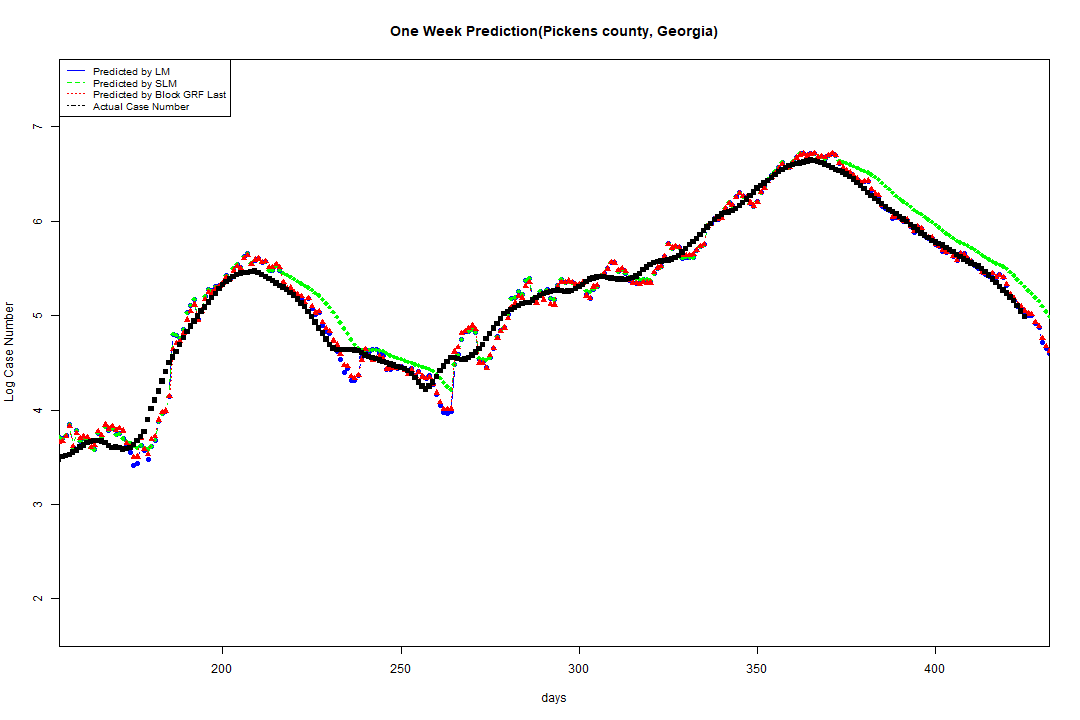 One Week Prediction(Pickens county, Georgia)
Predicted by LM
Predicted by SLM
Predicted by Block GRF Last
Actual Case Number
7
6
5
4
3
2
Log Case Number
200 250 300 350 400
days